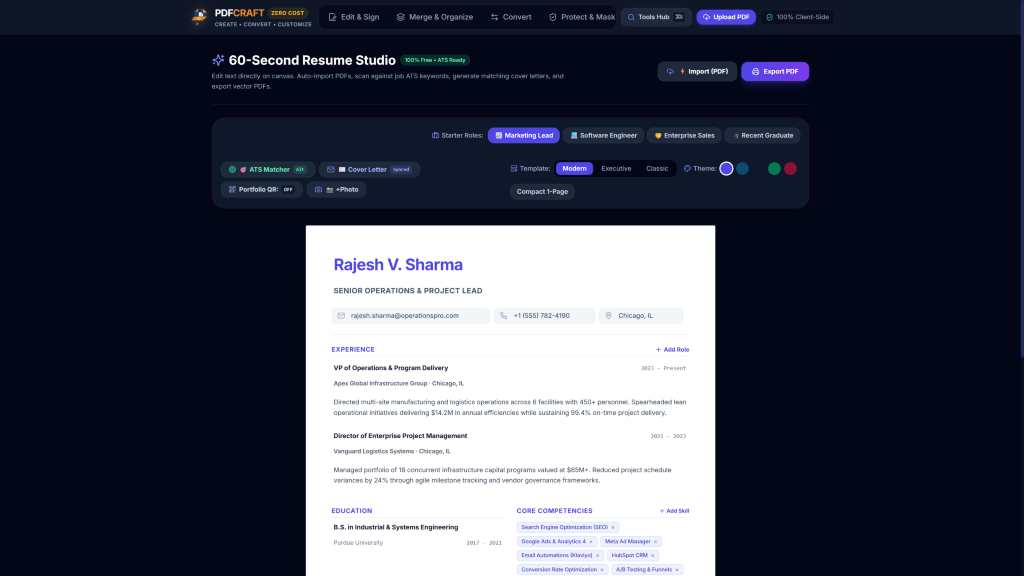 PDFCRAFT ZERO COST
CREATE • CONVERT • CUSTOMIZE
Edit & Sign
Merge & Organize
Convert
Protect & Mask
Tools Hub ⌘K
Upload PDF
100% Client-Side
60-Second Resume Studio 100% Free • ATS Ready
Edit text directly on canvas. Auto-import PDFs, scan against job ATS keywords, generate matching cover letters, and
export vector PDFs.
Import (PDF)
Export PDF
Starter Roles: Marketing Lead Software Engineer Enterprise Sales Recent Graduate
ATS Matcher Alt
Cover Letter Synced
Template: Modern Executive Classic
Theme:
Portfolio QR: OFF
+Photo
Compact 1-Page
Rajesh V. Sharma
SENIOR OPERATIONS & PROJECT LEAD
rajesh.sharma@operationspro.com
+1 (555) 782-4190
Chicago, IL
EXPERIENCE
+ Add Role
VP of Operations & Program Delivery
2023 - Present
Apex Global Infrastructure Group · Chicago, IL
Directed multi-site manufacturing and logistics operations across 6 facilities with 450+ personnel. Spearheaded lean
operational initiatives delivering $14.2M in annual efficiencies while sustaining 99.4% on-time project delivery.
Director of Enterprise Project Management
2021 - 2023
Vanguard Logistics Systems · Chicago, IL
Managed portfolio of 18 concurrent infrastructure capital programs valued at $65M+. Reduced project schedule
variances by 24% through agile milestone tracking and vendor governance frameworks.
EDUCATION
B.S. in Industrial & Systems Engineering
Purdue University
2017 - 2021
CORE COMPETENCIES
+ Add Skill
Search Engine Optimization (SEO) ×
Google Ads & Analytics 4 × Meta Ad Manager ×
Email Automations (Klaviyo) × HubSpot CRM ×
Conversion Rate Optimization × A/B Testing & Funnels ×